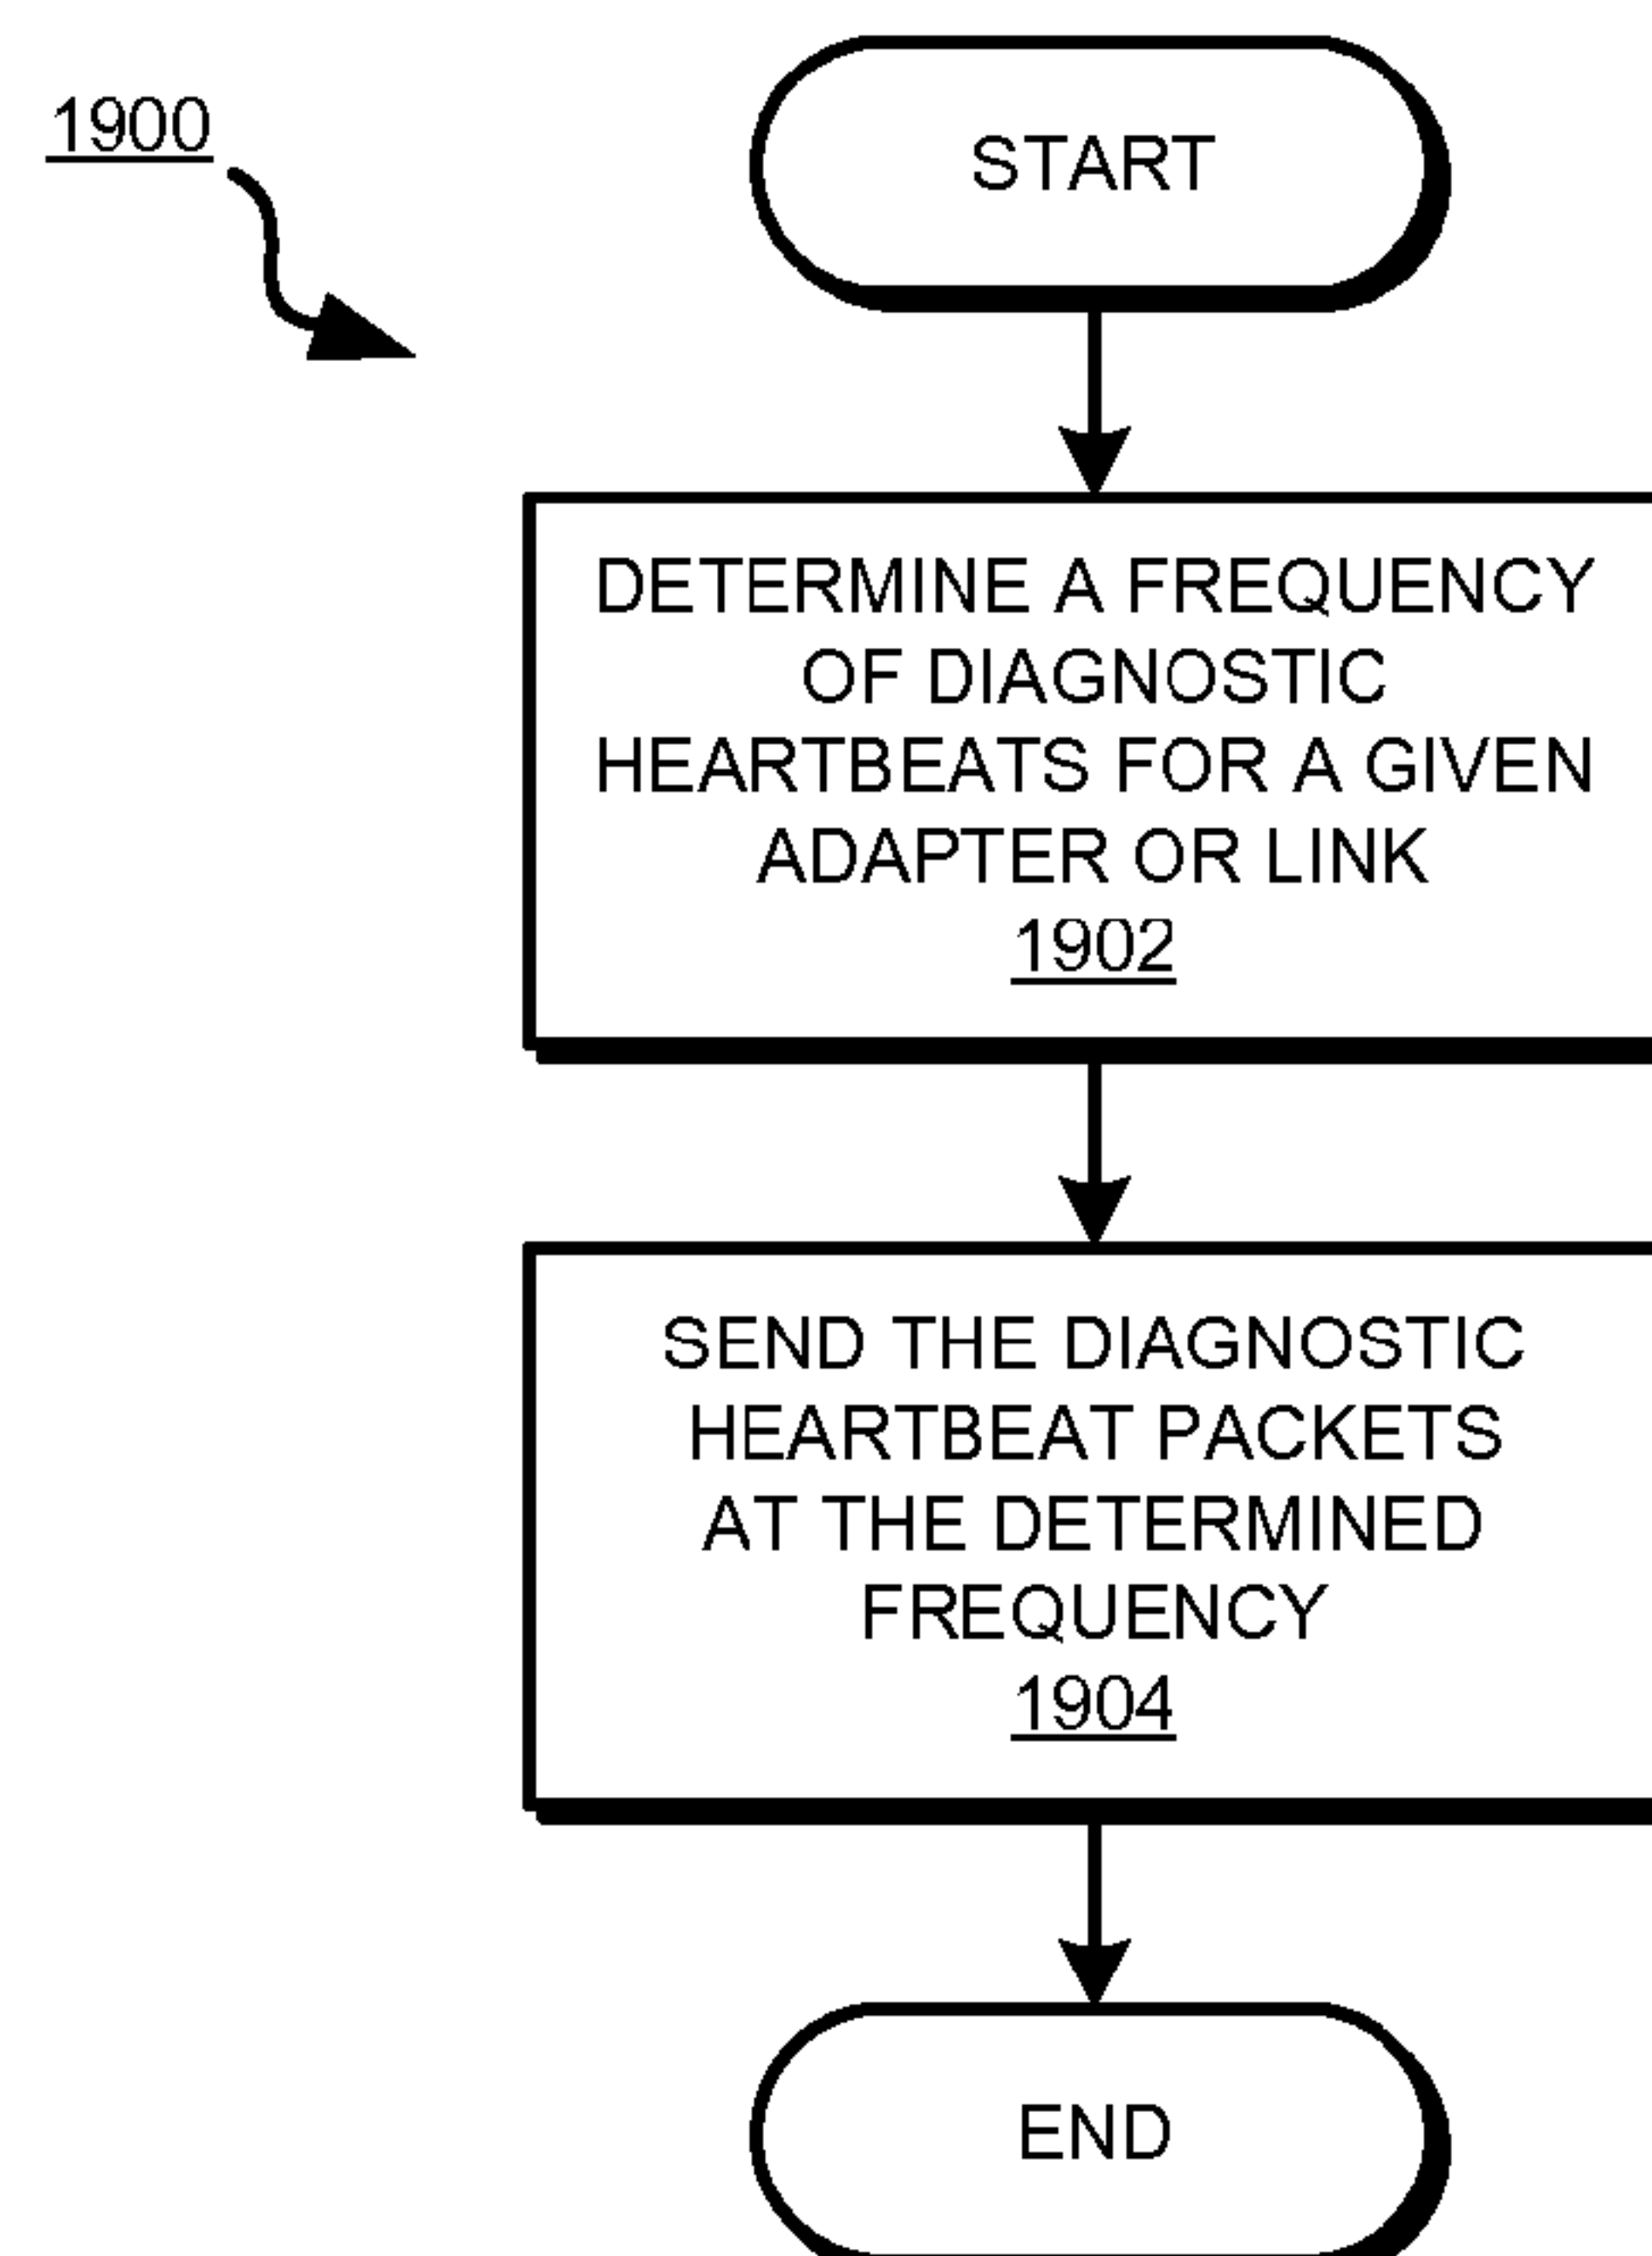 1900
START
DETERMINE A FREQUENCY
OF DIAGNOSTIC
HEARTBEATS FOR A GIVEN
ADAPTER OR LINK
1902
SEND THE DIAGNOSTIC
HEARTBEAT PACKETS
AT THE DETERMINED
FREQUENCY
1904
END